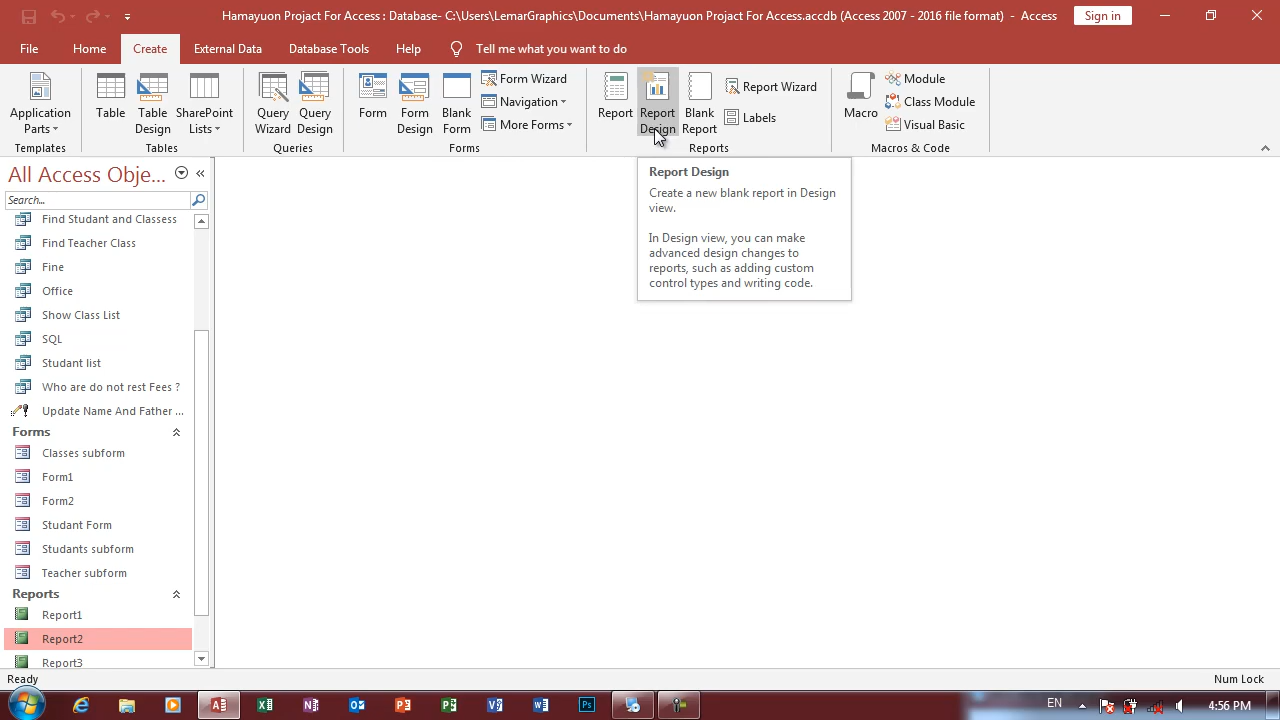 Hamayuon Projact For Access : Database- C:\Users\LemarGraphics\Documents\Hamayuon Projact For Access.accdb (Access 2007 - 2016 file format) - Access
Sign in
File
Home
Create
External Data
Database Tools
Help
Tell me what you want to do
Application Parts
Templates
Table
Table Design
SharePoint Lists
Tables
Query Wizard
Query Design
Queries
Form
Form Design
Blank Form
Form Wizard
Navigation
More Forms
Forms
Report
Report Design
Blank Report
Report Wizard
Labels
Reports
Macro
Module
Class Module
Visual Basic
Macros & Code
Report Design
Create a new blank report in Design
view.
In Design view, you can make
advanced design changes to
reports, such as adding custom
control types and writing code.
All Access Obje...
Search...
Find Student and Classess
Find Teacher Class
Fine
Office
Show Class List
SQL
Student list
Who are do not rest Fees ?
Update Name And Father ...
Forms
Classes subform
Form1
Form2
Student Form
Students subform
Teacher subform
Reports
Report1
Report2
Report3
Ready
Num Lock
EN
4:56 PM